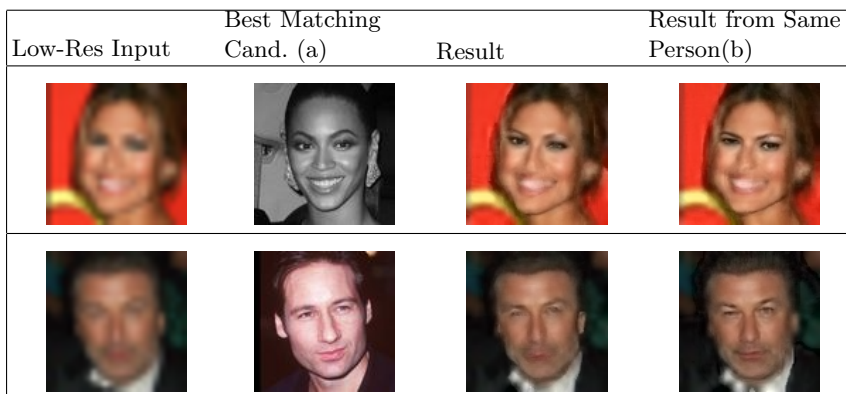 Low-Res Input
Best Matching
Cand. (a)
Result
Result from Same
Person(b)